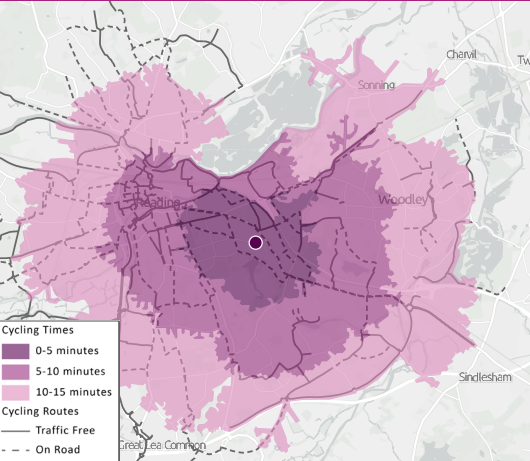 Charvil
Tw
Sonning
Woodley
Reading
Cycling Times
0-5 minutes
5-10 minutes
10-15 minutes
Cycling Routes
Traffic Free
On Road
Sindlesham
Great Lea Common